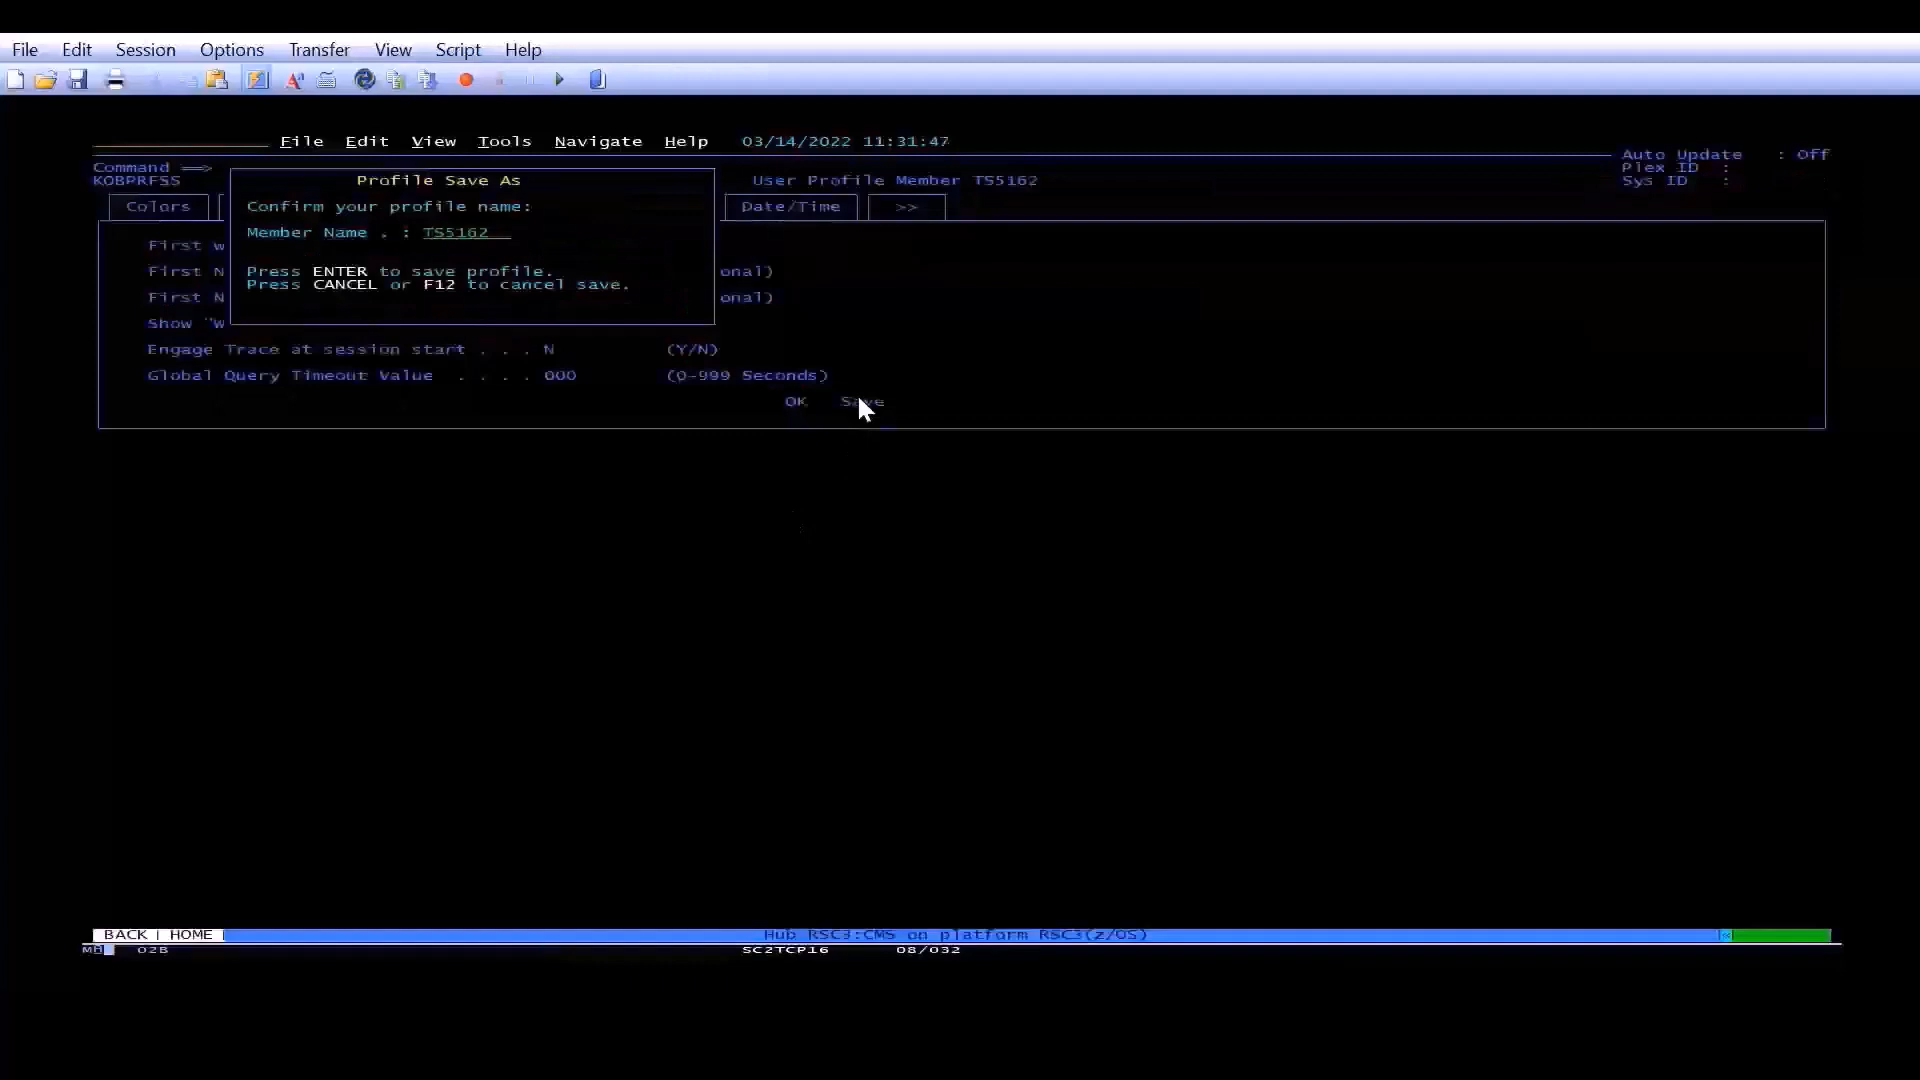 File Edit Session Options Transfer View Script Help
File Edit View Tools Navigate Help 03/14/2022 11:31:47
Auto Update : Off
Command ==>
Plex ID :
KOBPRFSS
Profile Save As
User Profile Member TS5162
Sys ID :
Colors
Confirm your profile name:
Date/Time
>>
Member Name . : TS5162__
First w
First N
Press ENTER to save profile.
onal)
Press CANCEL or F12 to cancel save.
First N
onal)
Show "W
Engage Trace at session start . . . N (Y/N)
Global Query Timeout Value . . . . 000 (0-999 Seconds)
OK Save
BACK | HOME
Hub RSC3:CMS on platform RSC3(z/OS)
02B SC2TCP16 08/032